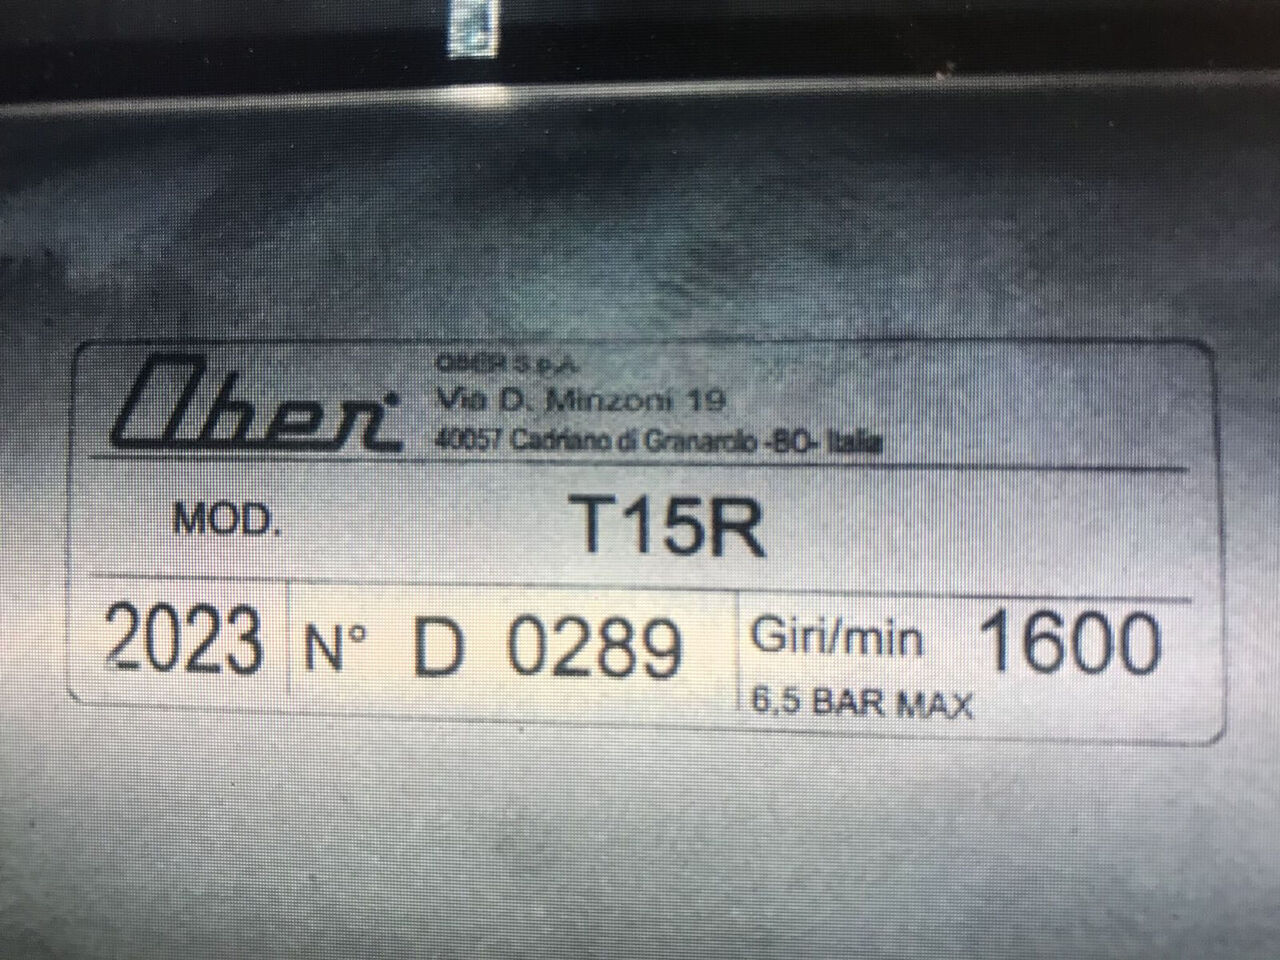 Ober
OBER S.p.A.
Via D. Minzoni 19
40057 Cadriano di Granarolo -BO- Italia
MOD. T15R
2023 N° D 0289 Giri/min 1600
6,5 BAR MAX